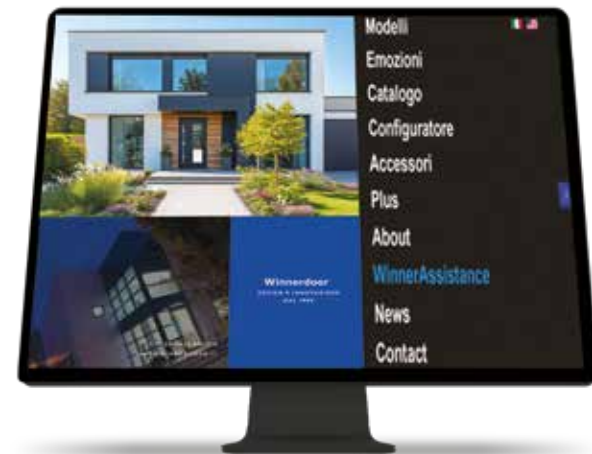 Modelli
Emozioni
Catalogo
Configuratore
Accessori
Plus
About
WinnerAssistance
News
Contact
Winnerdoor